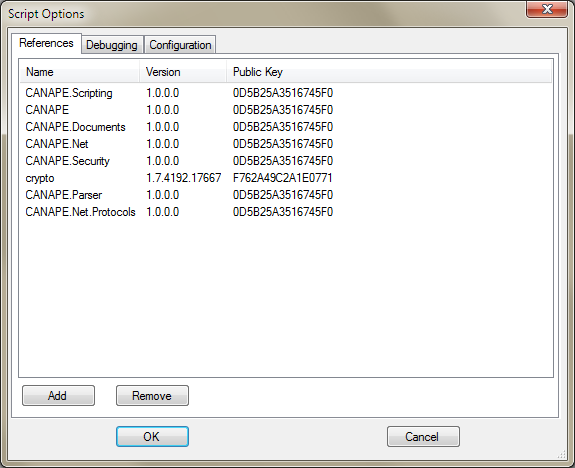 Script Options
References Debugging Configuration
Name Version Public Key
CANAPE.Scripting 1.0.0.0 0D5B25A3516745F0
CANAPE 1.0.0.0 0D5B25A3516745F0
CANAPE.Documents 1.0.0.0 0D5B25A3516745F0
CANAPE.Net 1.0.0.0 0D5B25A3516745F0
CANAPE.Security 1.0.0.0 0D5B25A3516745F0
crypto 1.7.4192.17667 F762A49C2A1E0771
CANAPE.Parser 1.0.0.0 0D5B25A3516745F0
CANAPE.Net.Protocols 1.0.0.0 0D5B25A3516745F0
Add Remove
OK Cancel